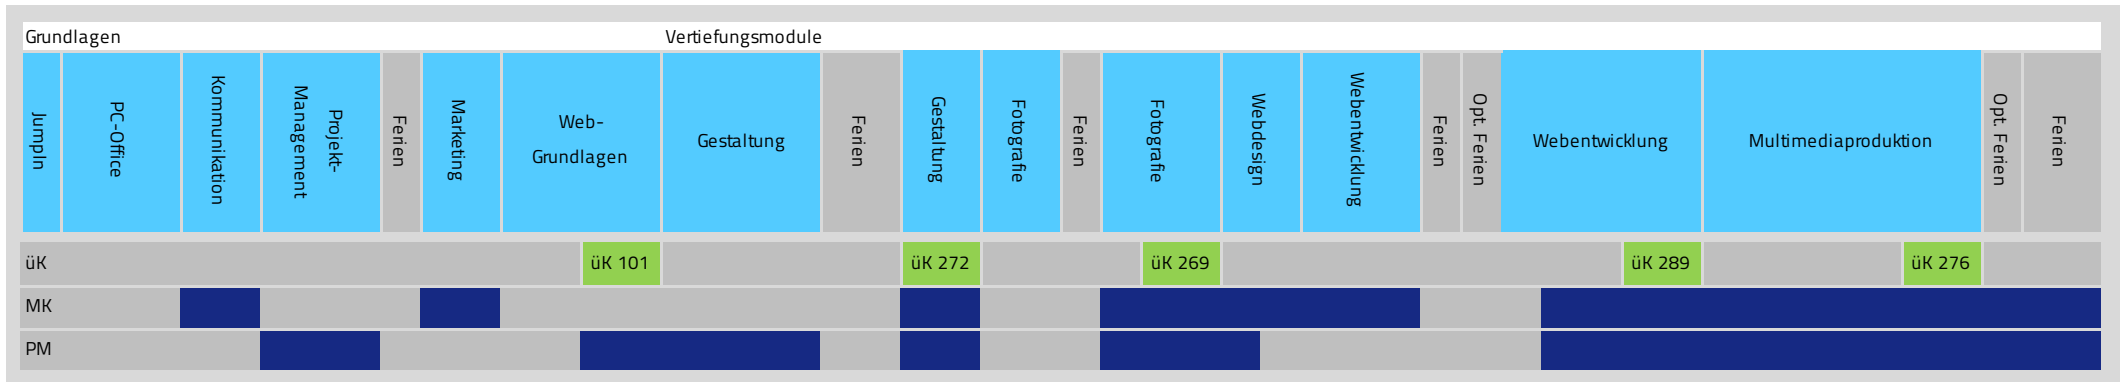 Grundlagen
Vertiefungsmodule
JumpIn
PC-Office
Kommunikation
Projekt-
Management
Ferien
Marketing
Web-
Grundlagen
Gestaltung
Ferien
Gestaltung
Fotografie
Ferien
Fotografie
Webdesign
Webentwicklung
Ferien
Opt. Ferien
Webentwicklung
Multimediaproduktion
Opt. Ferien
Ferien
üK
üK 101
üK 272
üK 269
üK 289
üK 276
MK
PM